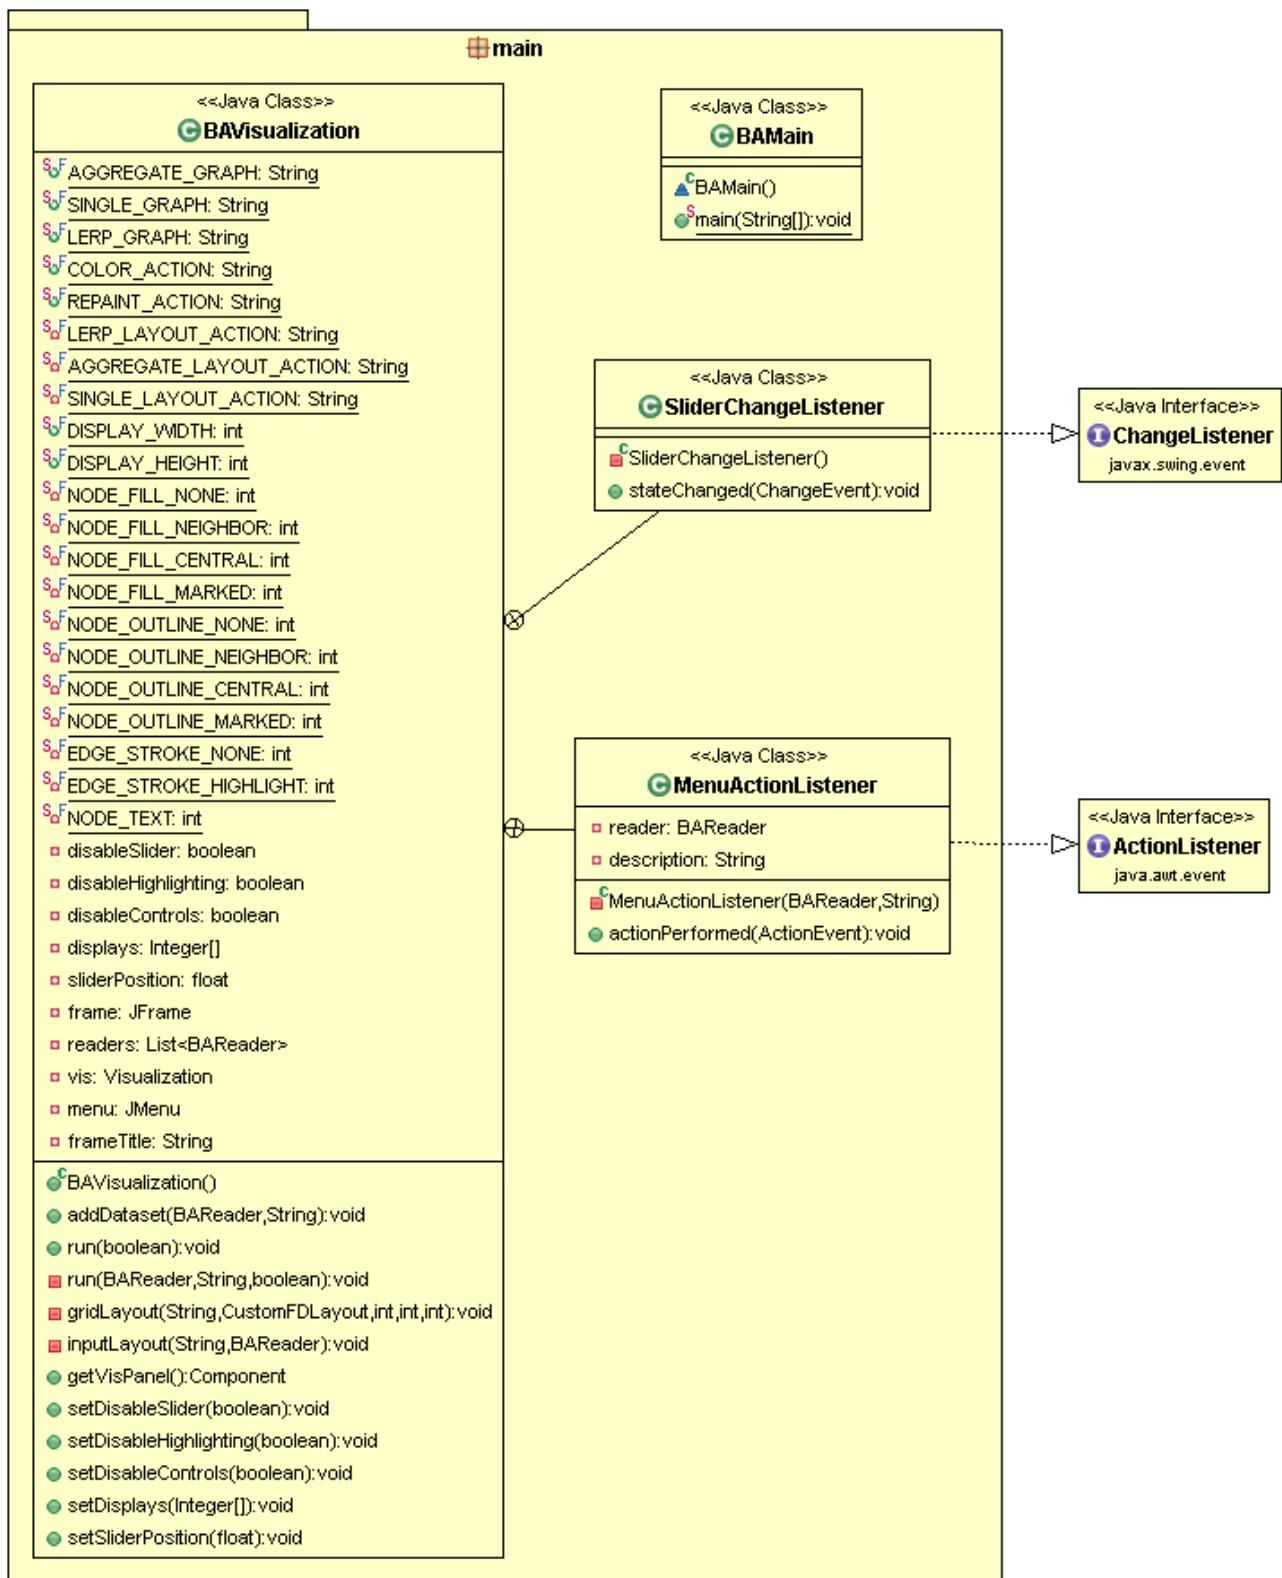 main
<<Java Class>>
BAVisualization
AGGREGATE_GRAPH: String
SINGLE_GRAPH: String
LERP_GRAPH: String
COLOR_ACTION: String
REPAINT_ACTION: String
LERP_LAYOUT_ACTION: String
AGGREGATE_LAYOUT_ACTION: String
SINGLE_LAYOUT_ACTION: String
DISPLAY_WIDTH: int
DISPLAY_HEIGHT: int
NODE_FILL_NONE: int
NODE_FILL_NEIGHBOR: int
NODE_FILL_CENTRAL: int
NODE_FILL_MARKED: int
NODE_OUTLINE_NONE: int
NODE_OUTLINE_NEIGHBOR: int
NODE_OUTLINE_CENTRAL: int
NODE_OUTLINE_MARKED: int
EDGE_STROKE_NONE: int
EDGE_STROKE_HIGHLIGHT: int
NODE_TEXT: int
disableSlider: boolean
disableHighlighting: boolean
disableControls: boolean
displays: Integer[]
sliderPosition: float
frame: JFrame
readers: List<BAReader>
vis: Visualization
menu: JMenu
frameTitle: String
BAVisualization()
addDataset(BAReader,String):void
run(boolean):void
run(BAReader,String,boolean):void
gridLayout(String,CustomFDLayout,int,int,int):void
inputLayout(String,BAReader):void
getVisPanel():Component
setDisableSlider(boolean):void
setDisableHighlighting(boolean):void
setDisableControls(boolean):void
setDisplays(Integer[]):void
setSliderPosition(float):void
<<Java Class>>
BAMain
BAMain()
main(String[]):void
<<Java Class>>
SliderChangeListener
SliderChangeListener()
stateChanged(ChangeEvent):void
<<Java Interface>>
ChangeListener
javax.swing.event
<<Java Class>>
MenuActionListener
reader: BAReader
description: String
MenuActionListener(BAReader,String)
actionPerformed(ActionEvent):void
<<Java Interface>>
ActionListener
java.awt.event